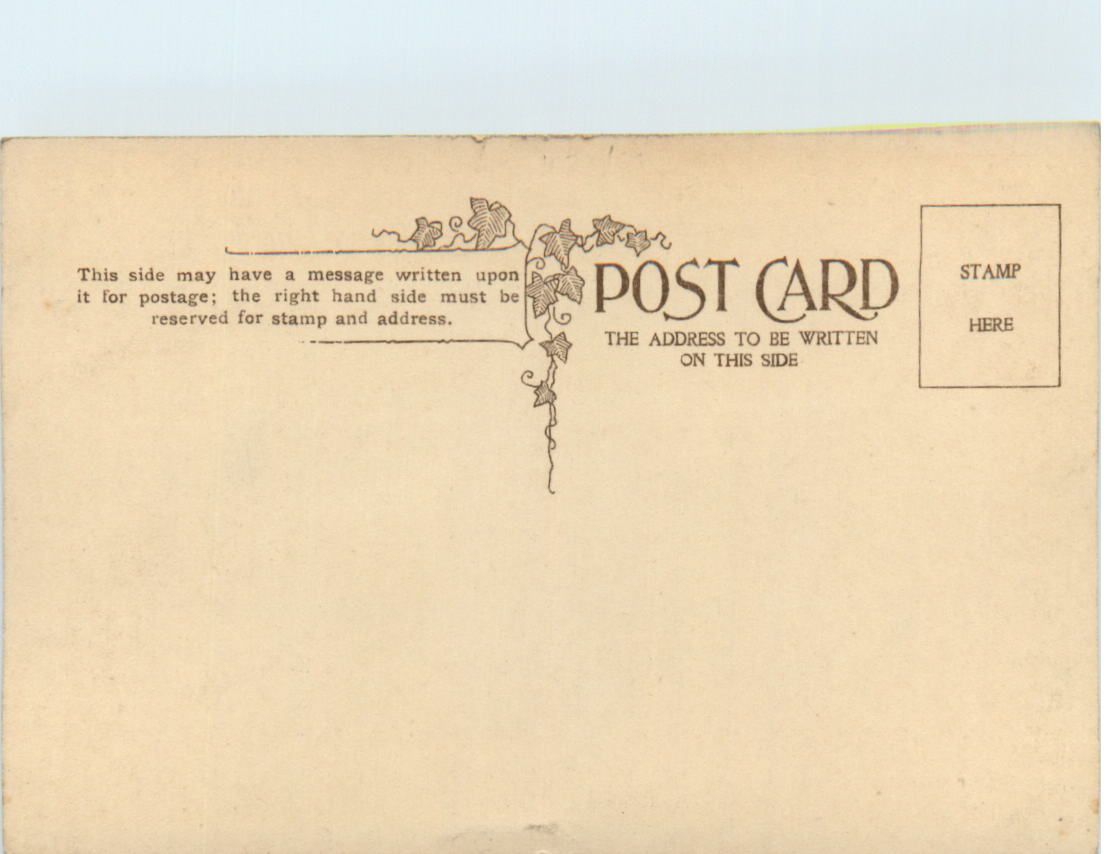 This side may have a message written upon
it for postage; the right hand side must be
reserved for stamp and address.
POST CARD
THE ADDRESS TO BE WRITTEN
ON THIS SIDE
STAMP
HERE